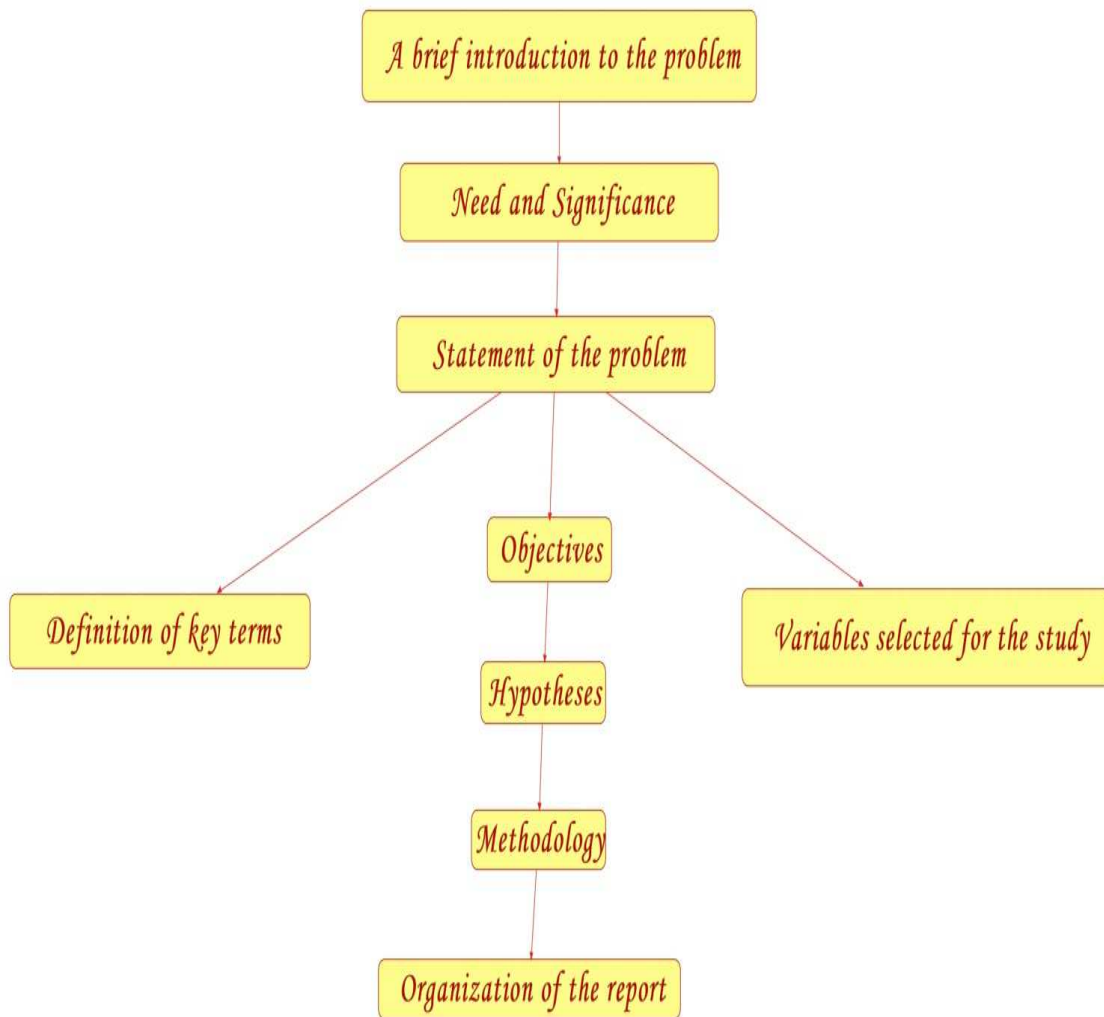 A brief introduction to the problem
Need and Significance
Statement of the problem
Objectives
Definition of key terms
Variables selected for the study
Hypotheses
Methodology
Organization of the report